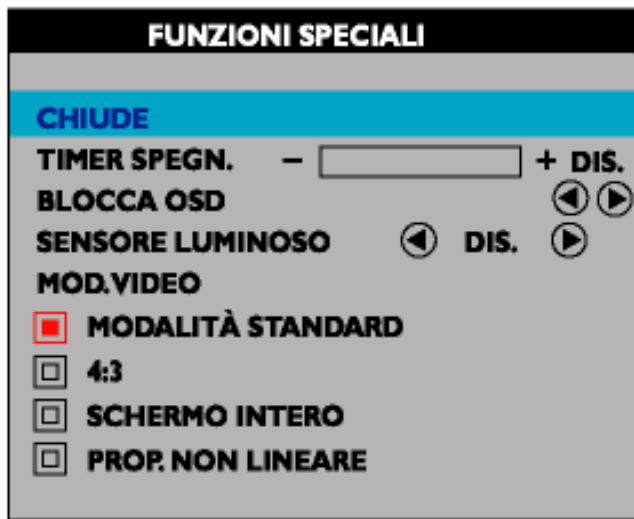 FUNZIONI SPECIALI
CHIUDE
TIMER SPEGN. – + DIS.
BLOCCA OSD
SENSORE LUMINOSO DIS.
MOD.VIDEO
MODALITÀ STANDARD
4:3
SCHERMO INTERO
PROP. NON LINEARE